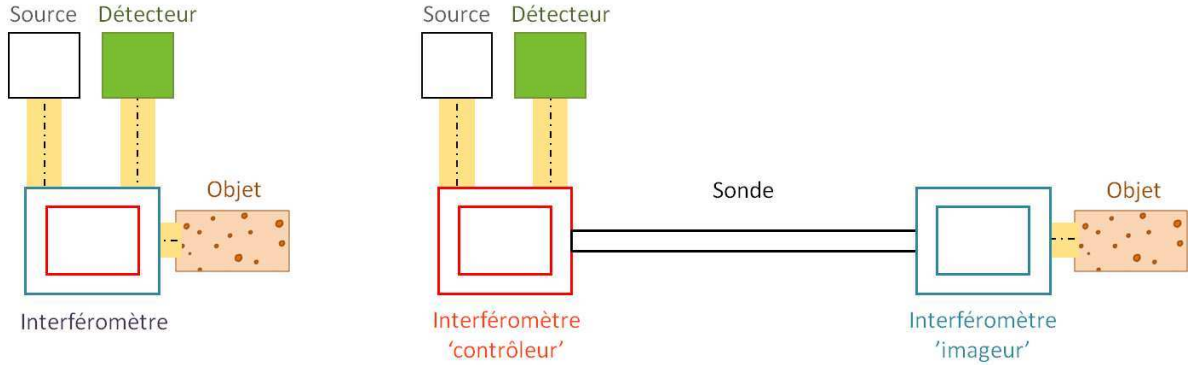 Source Détecteur
Objet
Interféromètre
Source Détecteur
Sonde
Objet
Interféromètre
‘contrôleur’
Interféromètre
’imageur’